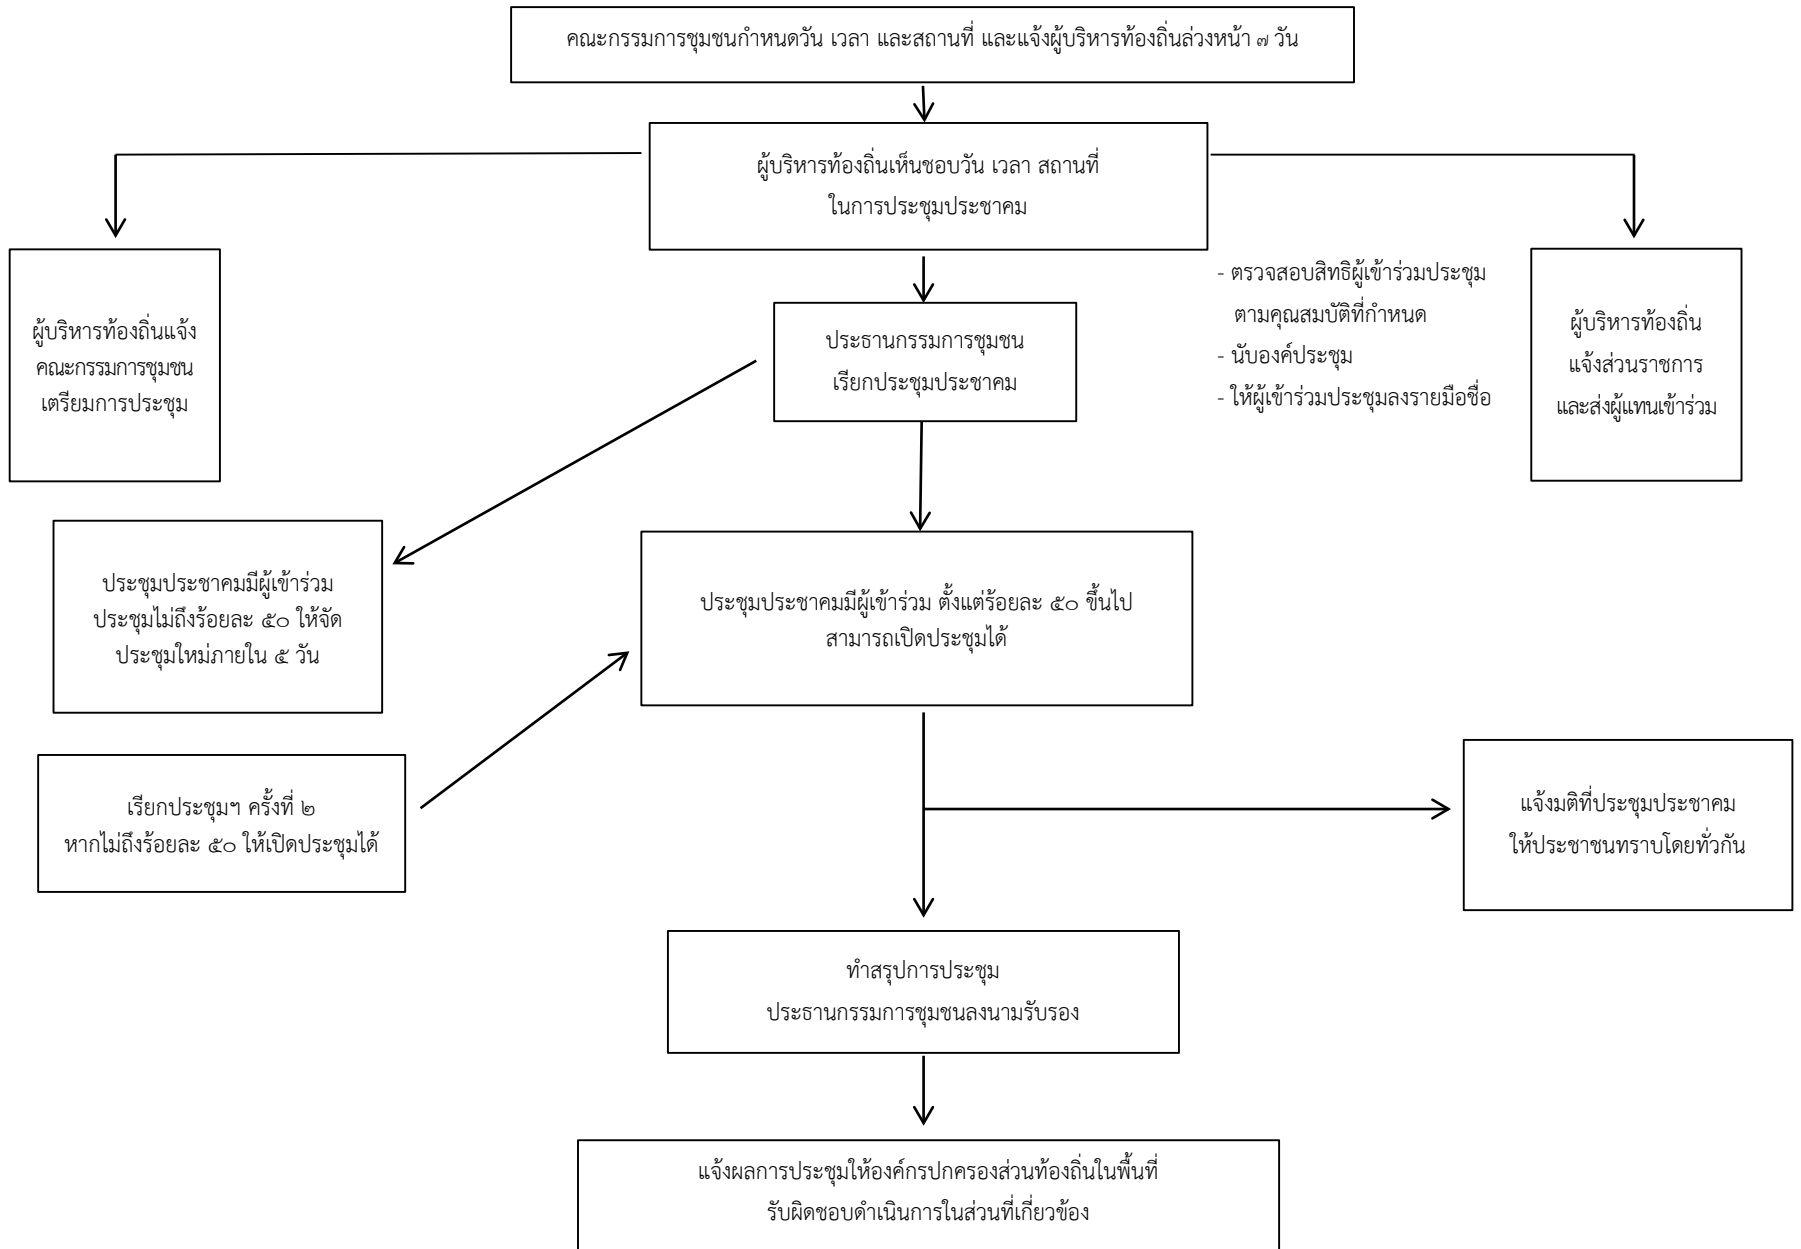 คณะกรรมการชุมชนกำหนดวัน เวลา และสถานที่ และแจ้งผู้บริหารท้องถิ่นล่วงหน้า ๗ วัน
ผู้บริหารท้องถิ่นเห็นชอบวัน เวลา สถานที่
ในการประชุมประชาคม
ผู้บริหารท้องถิ่นแจ้ง
คณะกรรมการชุมชน
เตรียมการประชุม
ประธานกรรมการชุมชน
เรียกประชุมประชาคม
- ตรวจสอบสิทธิผู้เข้าร่วมประชุม
ตามคุณสมบัติที่กำหนด
- นับองค์ประชุม
- ให้ผู้เข้าร่วมประชุมลงรายมือชื่อ
ผู้บริหารท้องถิ่น
แจ้งส่วนราชการ
และส่งผู้แทนเข้าร่วม
ประชุมประชาคมมีผู้เข้าร่วม
ประชุมไม่ถึงร้อยละ ๕๐ ให้จัด
ประชุมใหม่ภายใน ๕ วัน
ประชุมประชาคมมีผู้เข้าร่วม ตั้งแต่ร้อยละ ๕๐ ขึ้นไป
สามารถเปิดประชุมได้
เรียกประชุมฯ ครั้งที่ ๒
หากไม่ถึงร้อยละ ๕๐ ให้เปิดประชุมได้
แจ้งมติที่ประชุมประชาคม
ให้ประชาชนทราบโดยทั่วกัน
ทำสรุปการประชุม
ประธานกรรมการชุมชนลงนามรับรอง
แจ้งผลการประชุมให้องค์กรปกครองส่วนท้องถิ่นในพื้นที่
รับผิดชอบดำเนินการในส่วนที่เกี่ยวข้อง